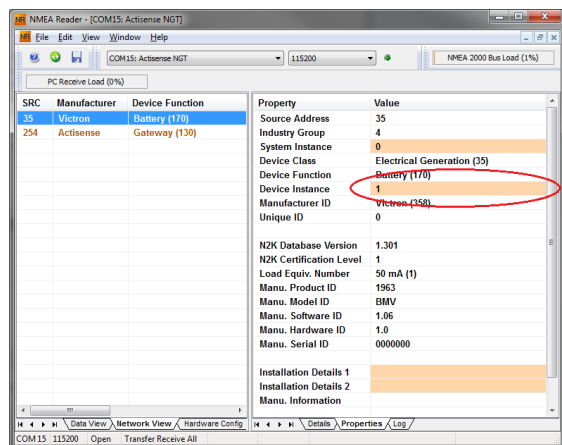 NR NMEA Reader - [COM15: Actisense NGT]
NR File Edit View Window Help
COM15: Actisense NGT 115200 NMEA 2000 Bus Load (1%)
PC Receive Load (0%)
SRC Manufacturer Device Function
35 Victron Battery (170)
254 Actisense Gateway (130)
Property Value
Source Address 35
Industry Group 4
System Instance 0
Device Class Electrical Generation (35)
Device Function Battery (170)
Device Instance 1
Manufacturer ID Victron (358)
Unique ID 0
N2K Database Version 1.301
N2K Certification Level 1
Load Equiv. Number 50 mA (1)
Manu. Product ID 1963
Manu. Model ID BMV
Manu. Software ID 1.06
Manu. Hardware ID 1.0
Manu. Serial ID 0000000
Installation Details 1
Installation Details 2
Manu. Information
Data View Network View Hardware Config
Details Properties Log
COM15 115200 Open Transfer Receive All